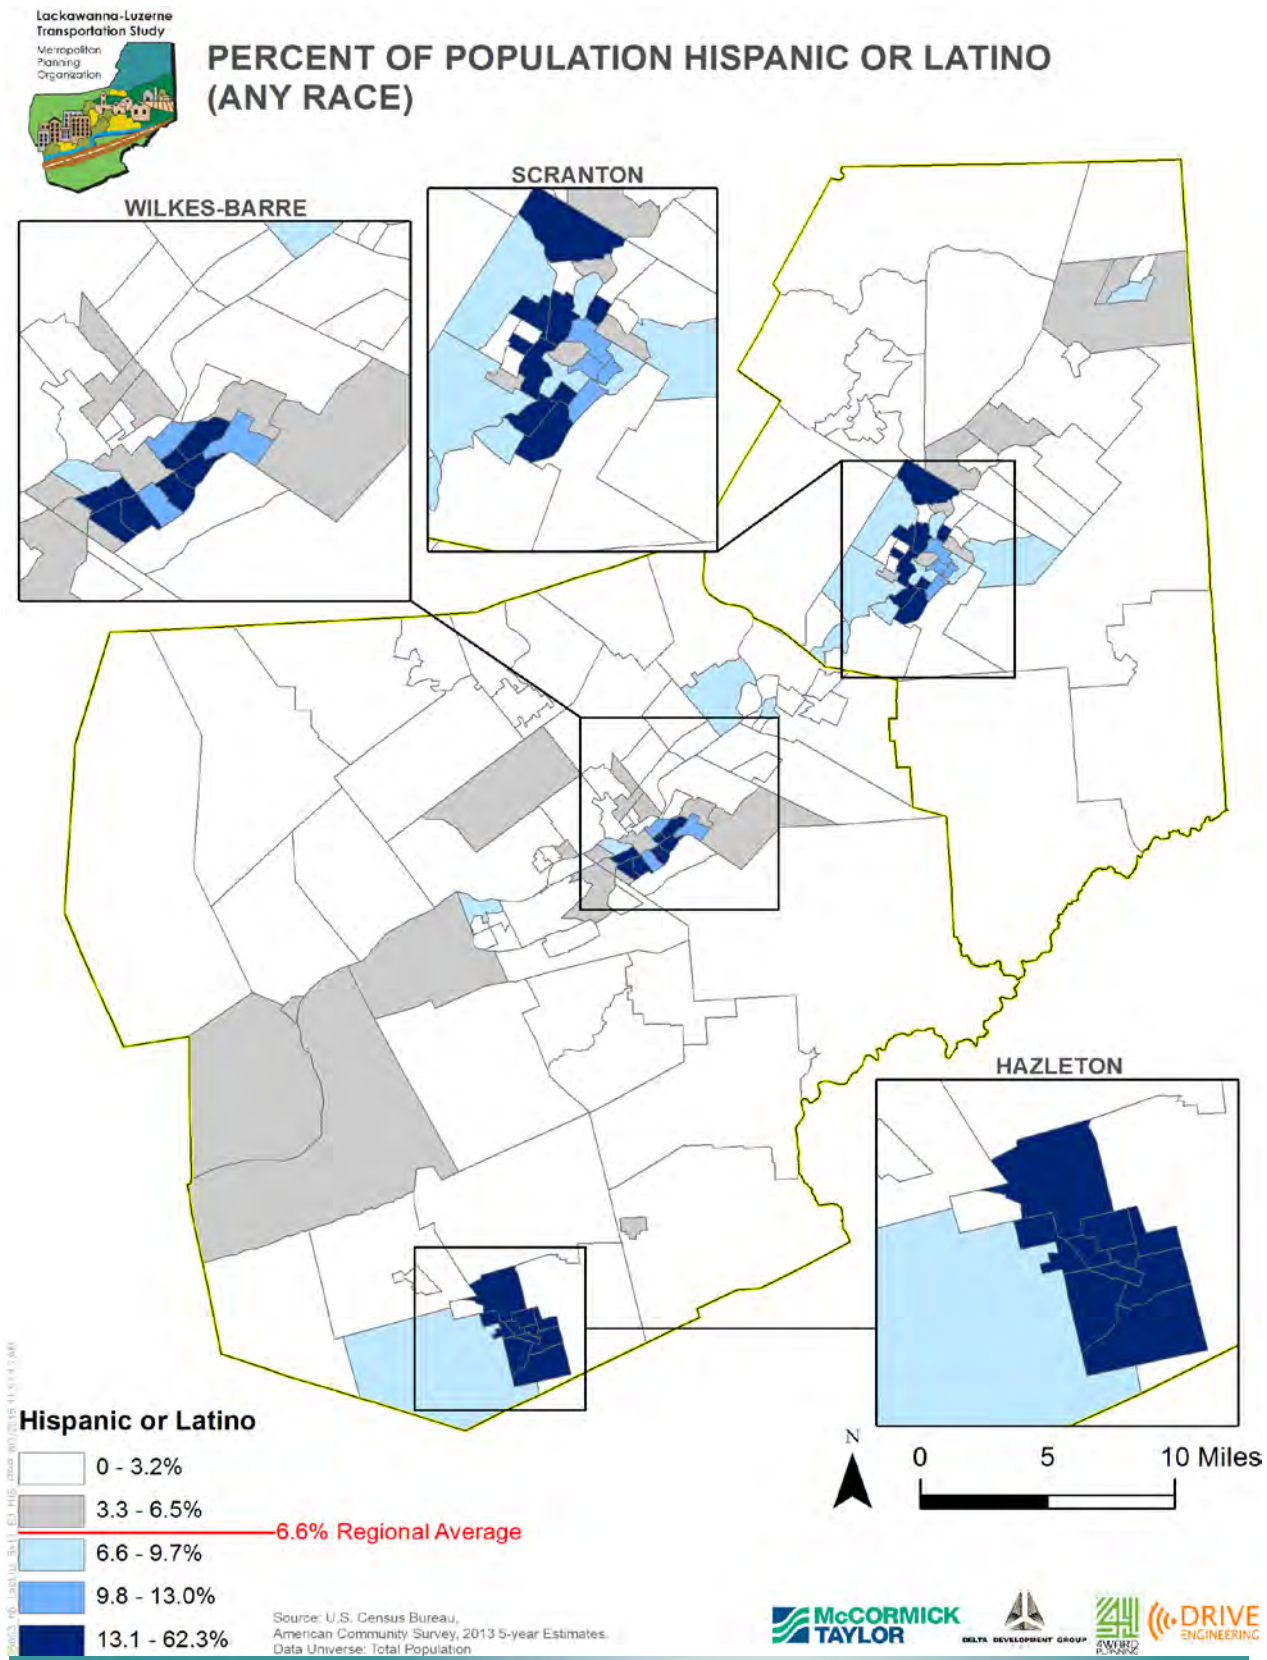 Lackawanna-Luzerne
Transportation Study
Metropolitan
Planning
Organization
PERCENT OF POPULATION HISPANIC OR LATINO
(ANY RACE)
SCRANTON
WILKES-BARRE
HAZLETON
Hispanic or Latino
0 - 3.2%
3.3 - 6.5%
6.6% Regional Average
6.6 - 9.7%
9.8 - 13.0%
13.1 - 62.3%
N
0 5 10 Miles
Source: U.S. Census Bureau,
American Community Survey, 2013 5-year Estimates.
Data Universe: Total Population
McCORMICK
TAYLOR
DELTA DEVELOPMENT GROUP
4WARD
PLANNING
DRIVE
ENGINEERING